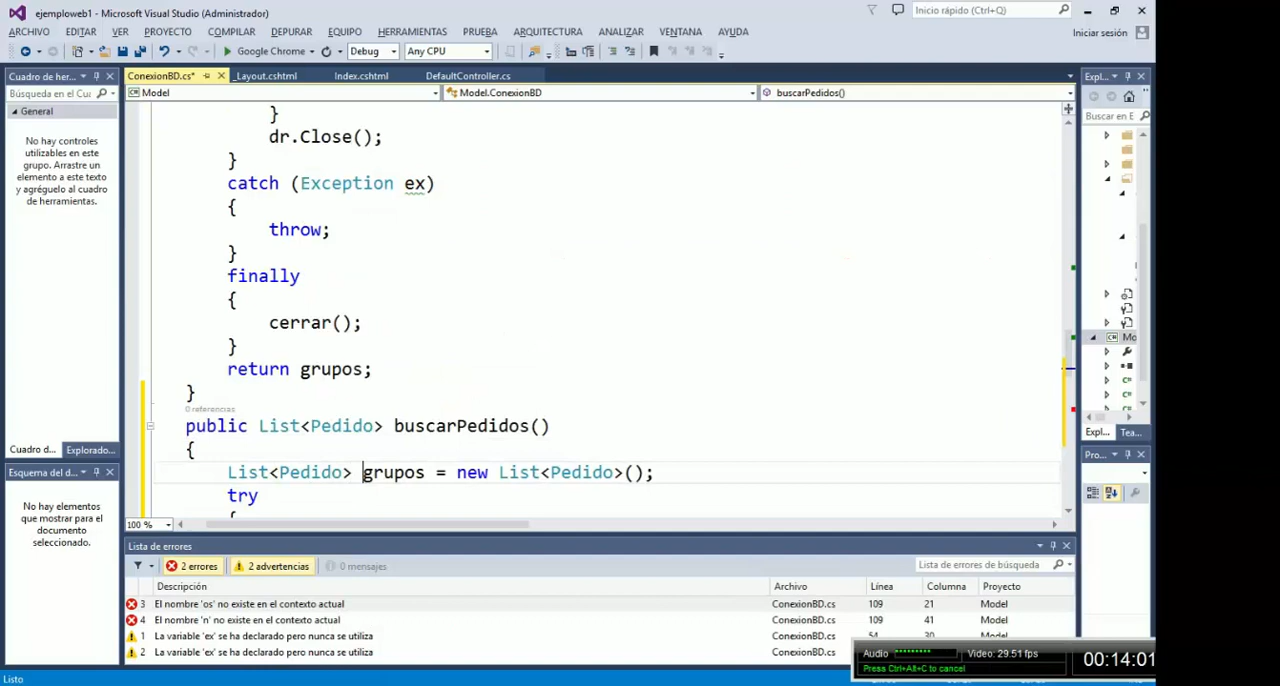 ejemploweb1 - Microsoft Visual Studio (Administrador)
Inicio rápido (Ctrl+Q)
ARCHIVO EDITAR VER PROYECTO COMPILAR DEPURAR EQUIPO HERRAMIENTAS PRUEBA ARQUITECTURA ANALIZAR VENTANA AYUDA
Iniciar sesión
Google Chrome Debug Any CPU
Cuadro de her...
ConexionBD.cs* _Layout.cshtml Index.cshtml DefaultController.cs
Expl...
Búsqueda en el Cu
Model Model.ConexionBD buscarPedidos()
General
Buscar en E
No hay controles
utilizables en este
grupo. Arrastre un
elemento a este texto
y agréguelo al cuadro
de herramientas.
}
dr.Close();
}
catch (Exception ex)
{
throw;
}
finally
{
cerrar();
}
return grupos;
}
0 referencias
public List<Pedido> buscarPedidos()
{
List<Pedido> grupos = new List<Pedido>();
try
{
Mo
Cuadro d... Explorado...
Expl... Tea...
Esquema del d...
Pro...
No hay elementos
que mostrar para el
documento
seleccionado.
100 %
Lista de errores
2 errores 2 advertencias 0 mensajes
Lista de errores de búsqueda
Descripción Archivo Línea Columna Proyecto
3 El nombre 'os' no existe en el contexto actual ConexionBD.cs 109 21 Model
4 El nombre 'n' no existe en el contexto actual ConexionBD.cs 109 41 Model
1 La variable 'ex' se ha declarado pero nunca se utiliza ConexionBD.cs 54 30 Model
2 La variable 'ex' se ha declarado pero nunca se utiliza
Audio Video: 29.51 fps
Press Ctrl+Alt+C to cancel
00:14:01
Listo